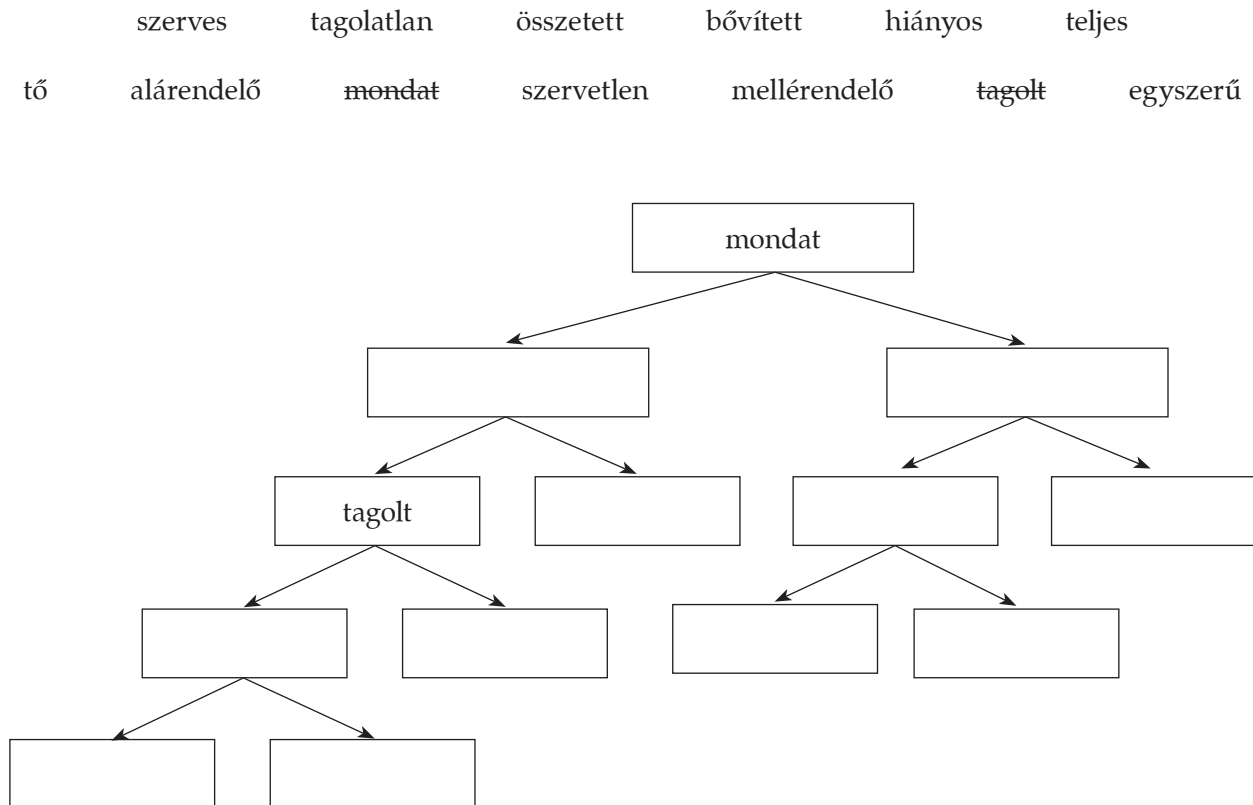 szerves tagolatlan összetett bővített hiányos teljes
tő alárendelő mondat szervetlen mellérendelő tagolt egyszerű
mondat
tagolt